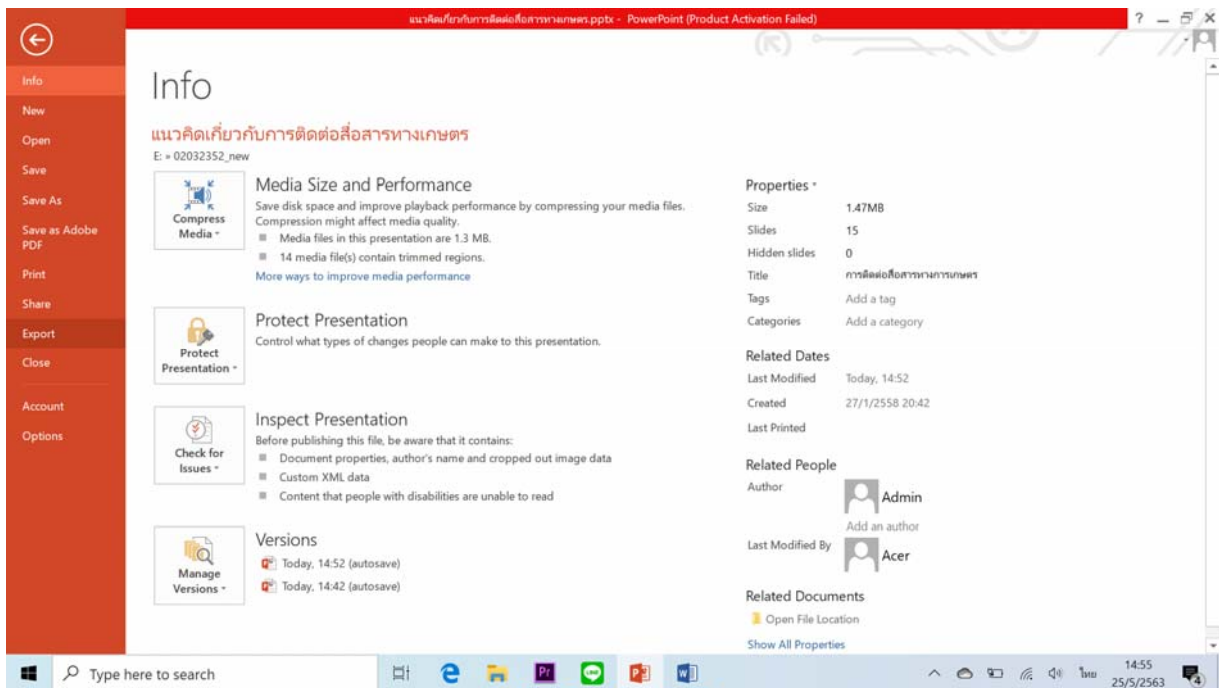 แนวคิดเกี่ยวกับการติดต่อสื่อสารทางเกษตร.pptx - PowerPoint (Product Activation Failed)
?
Info
New
Open
Save
Save As
Save as Adobe
PDF
Print
Share
Export
Close
Account
Options
Info
แนวคิดเกี่ยวกับการติดต่อสื่อสารทางเกษตร
E: » 02032352_new
Compress
Media
Media Size and Performance
Save disk space and improve playback performance by compressing your media files.
Compression might affect media quality.
Media files in this presentation are 1.3 MB.
14 media file(s) contain trimmed regions.
More ways to improve media performance
Protect
Presentation
Protect Presentation
Control what types of changes people can make to this presentation.
Check for
Issues
Inspect Presentation
Before publishing this file, be aware that it contains:
Document properties, author's name and cropped out image data
Custom XML data
Content that people with disabilities are unable to read
Manage
Versions
Versions
Today, 14:52 (autosave)
Today, 14:42 (autosave)
Properties
Size 1.47MB
Slides 15
Hidden slides 0
Title การติดต่อสื่อสารทางการเกษตร
Tags Add a tag
Categories Add a category
Related Dates
Last Modified Today, 14:52
Created 27/1/2558 20:42
Last Printed
Related People
Author Admin
Add an author
Last Modified By Acer
Related Documents
Open File Location
Show All Properties
Type here to search
Pr
LINE
ไทย
14:55
25/5/2563
4